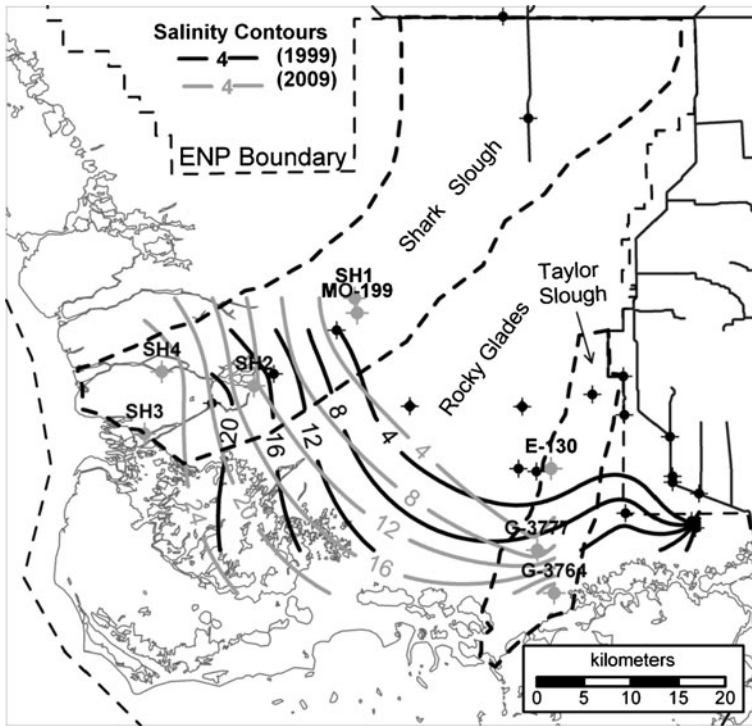 Salinity Contours
4 (1999)
4 (2009)
ENP Boundary
Shark Slough
SH1
MO-199
Taylor
Slough
Rocky Glades
SH4
SH2
SH3
20
16
12
8
4
4
E-130
24
20
8
12
16
G-3777
G-3764
kilometers
0 5 10 15 20